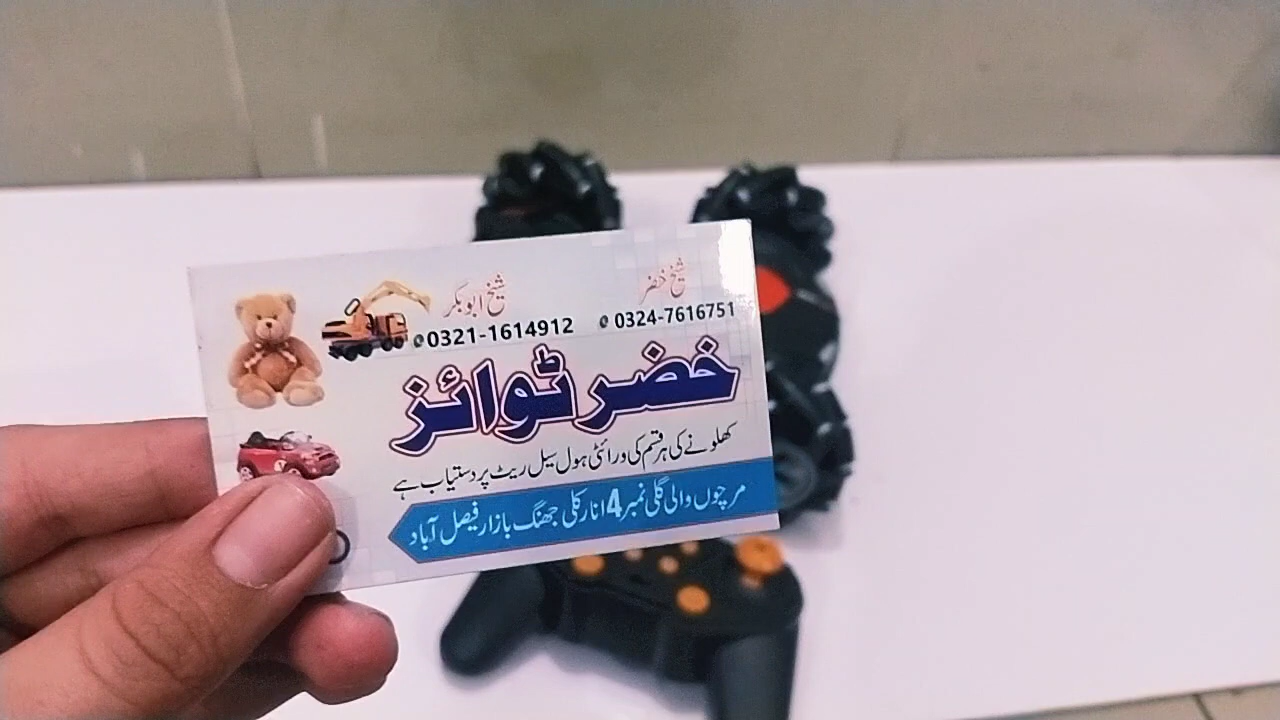 شیخ خضر
شیخ ابوبکر
0324-7616751
0321-1614912
خضر ٹوائز
کھلونے کی ہر قسم کی ورائٹی ہول سیل ریٹ پر دستیاب ہے
مرچوں والی گلی نمبر 4 انارکلی جھنگ بازار فیصل آباد